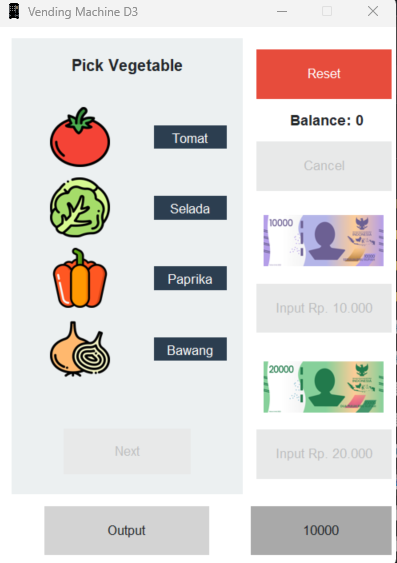 Vending Machine D3
Pick Vegetable
Tomat
Selada
Paprika
Bawang
Next
Reset
Balance: 0
Cancel
10000
Input Rp. 10.000
20000
Input Rp. 20.000
Output
10000